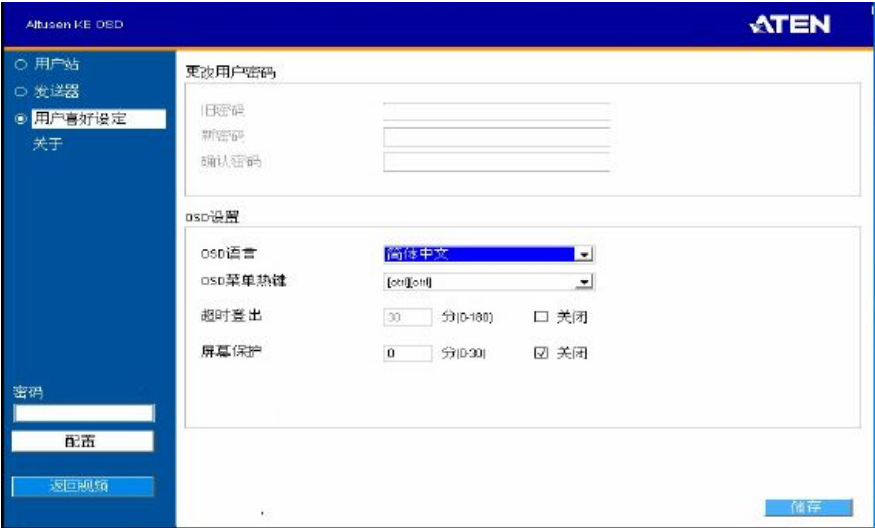 Altusen KE OSD
ATEN
用户站
发送器
用户喜好设定
关于
密码
配置
返回视频
更改用户密码
旧密码
新密码
确认密码
OSD设置
OSD语言 简体中文
OSD菜单热键 [ctrl][ctrl]
超时登出 30 分(0-180) 关闭
屏幕保护 0 分(0-30) 关闭
储存